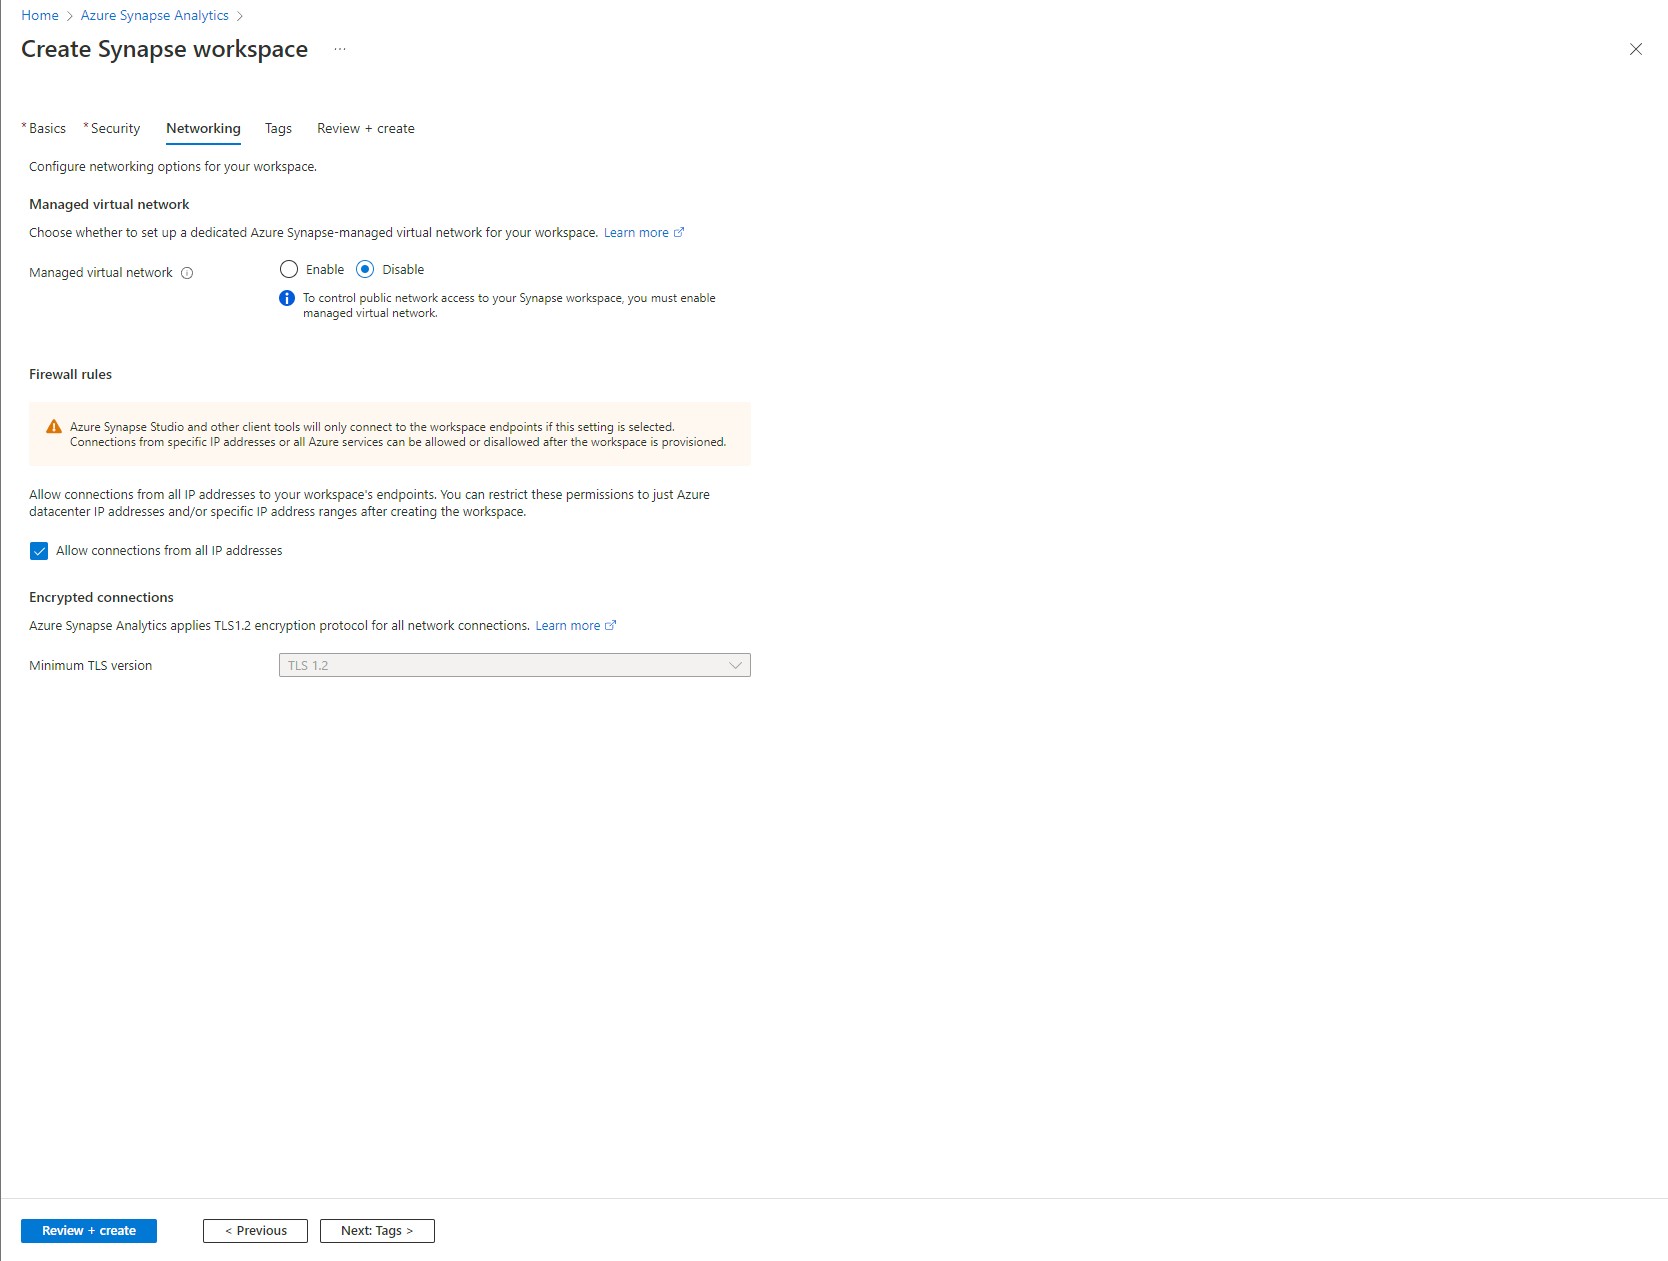 Home > Azure Synapse Analytics >
Create Synapse workspace ...
* Basics * Security Networking Tags Review + create
Configure networking options for your workspace.
Managed virtual network
Choose whether to set up a dedicated Azure Synapse-managed virtual network for your workspace. Learn more
Managed virtual network Enable Disable
To control public network access to your Synapse workspace, you must enable
managed virtual network.
Firewall rules
Azure Synapse Studio and other client tools will only connect to the workspace endpoints if this setting is selected.
Connections from specific IP addresses or all Azure services can be allowed or disallowed after the workspace is provisioned.
Allow connections from all IP addresses to your workspace's endpoints. You can restrict these permissions to just Azure
datacenter IP addresses and/or specific IP address ranges after creating the workspace.
Allow connections from all IP addresses
Encrypted connections
Azure Synapse Analytics applies TLS1.2 encryption protocol for all network connections. Learn more
Minimum TLS version TLS 1.2
Review + create < Previous Next: Tags >